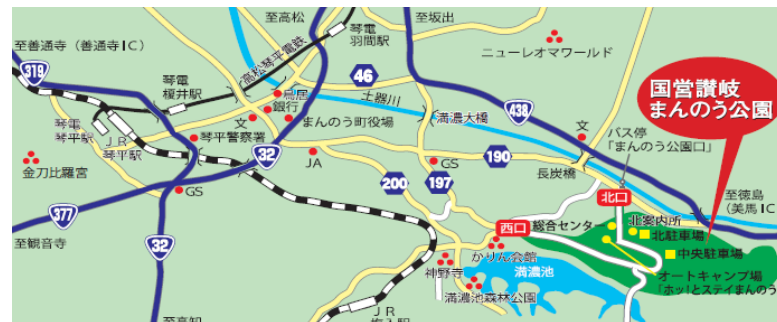 至高松
至坂出
琴電
羽間駅
至善通寺（善通寺IC）
ニューレオマワールド
319
高松琴平電鉄
琴電
榎井駅
46
鳥居
銀行
土器川
438
国営讃岐
まんのう公園
文
まんのう町役場
満濃大橋
文
バス停
「まんのう公園口」
琴電
琴平駅
JR
琴平駅
琴平警察署
32
JA
GS
190
長炭橋
金刀比羅宮
GS
200
197
北口
至徳島
（美馬IC
377
西口
総合センター
北案内所
北駐車場
至観音寺
32
かりん会館
中央駐車場
神野寺
満濃池
オートキャンプ場
「ホッ!とステイまんのう
満濃池森林公園
至高知
JR